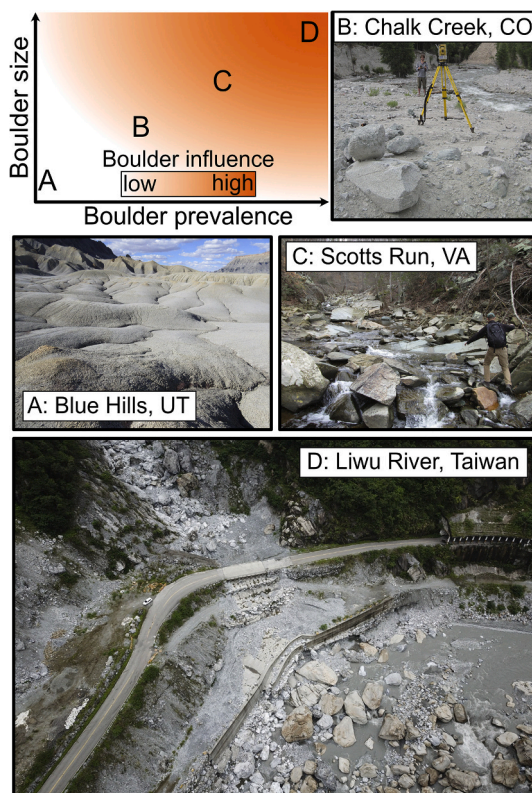 Boulder size
D
C
B
A
Boulder influence
low high
Boulder prevalence
B: Chalk Creek, CO
A: Blue Hills, UT
C: Scotts Run, VA
D: Liwu River, Taiwan